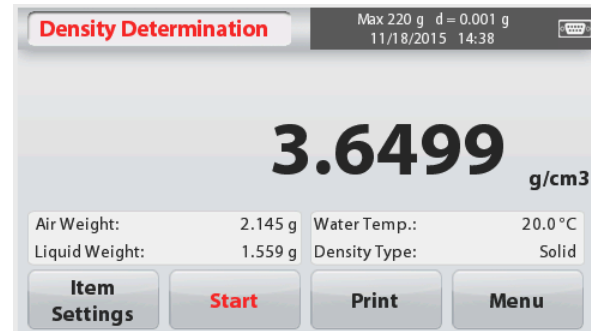 Density Determination
Max 220 g d = 0.001 g
11/18/2015 14:38
3.6499 g/cm3
Air Weight: 2.145 g Water Temp.: 20.0 °C
Liquid Weight: 1.559 g Density Type: Solid
Item Settings
Start
Print
Menu